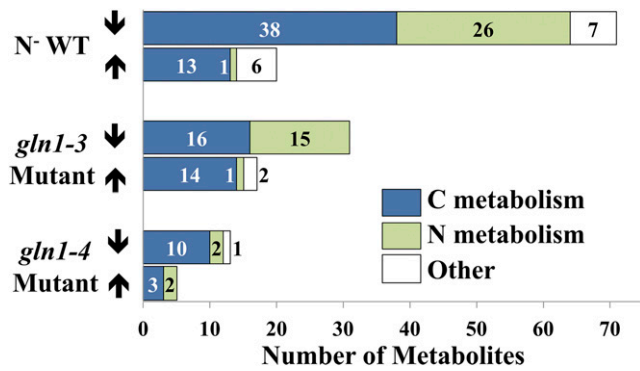 38 26 7
N- WT
13 1 6
16 15
gln1-3
Mutant
14 1 2
C metabolism
N metabolism
Other
10 2 1
gln1-4
Mutant
3 2
0 10 20 30 40 50 60 70
Number of Metabolites